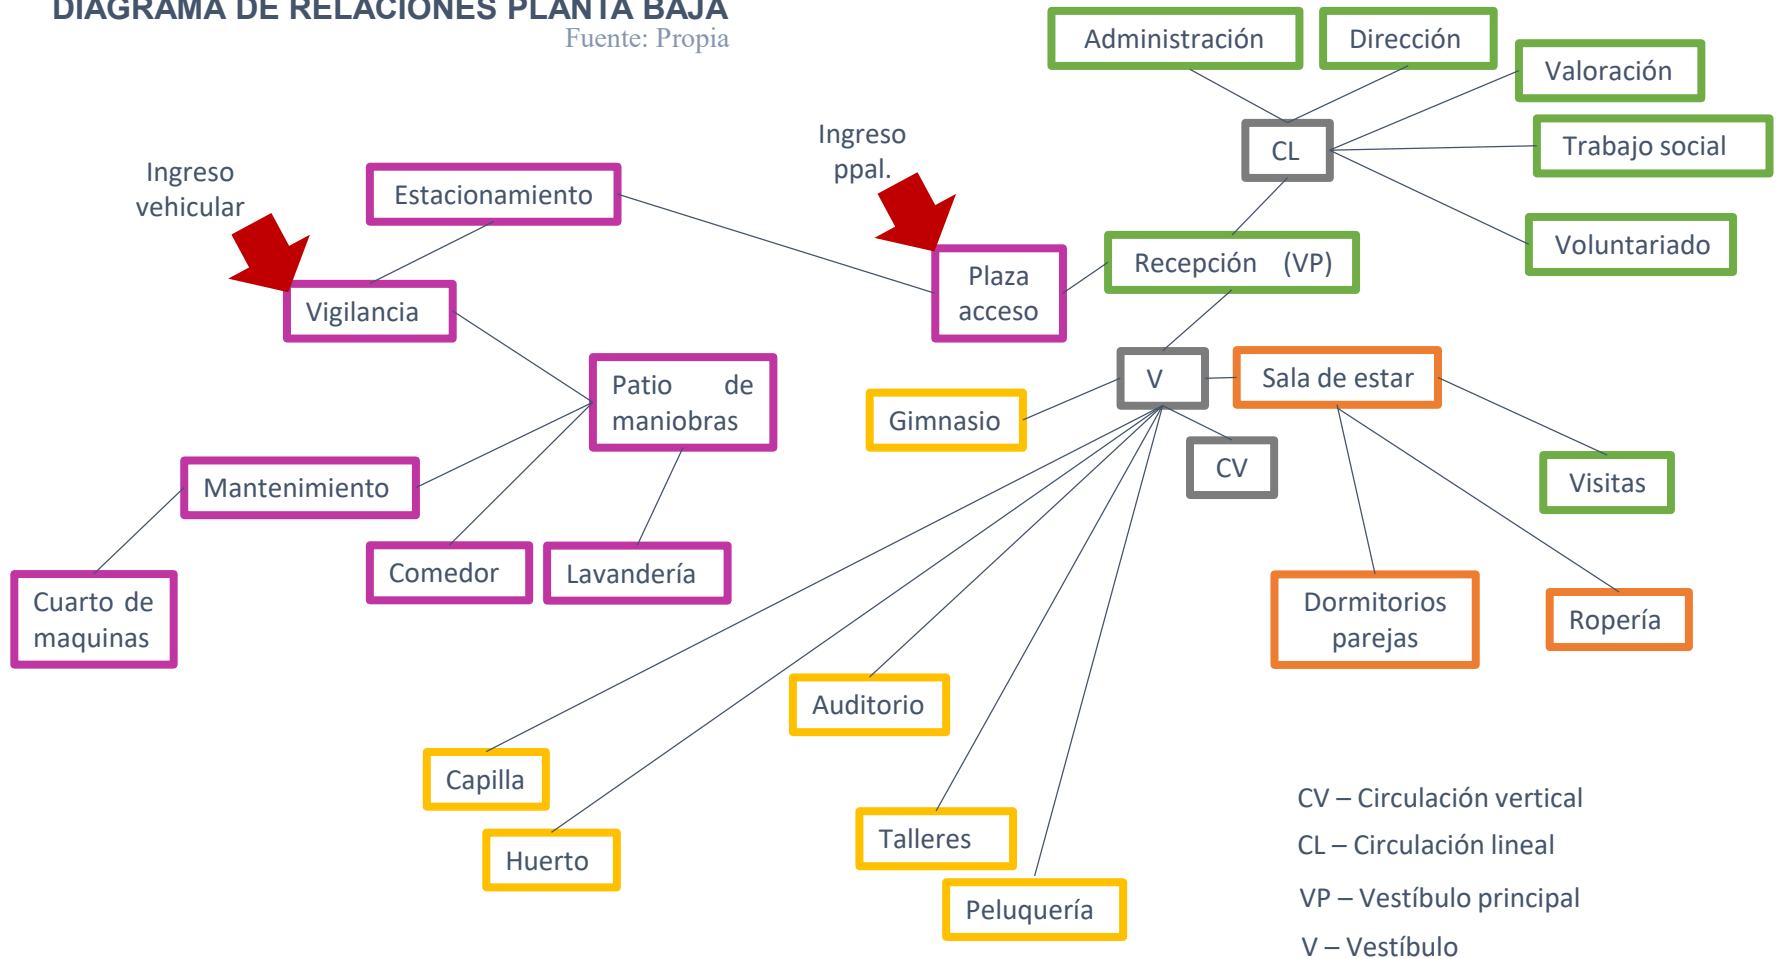 DIAGRAMA DE RELACIONES PLANTA BAJA
Fuente: Propia
Administración
Dirección
Valoración
Ingreso
ppal.
CL
Trabajo social
Ingreso
vehicular
Estacionamiento
Voluntariado
Recepción (VP)
Plaza
acceso
Vigilancia
V
Sala de estar
Patio de
maniobras
Gimnasio
CV
Visitas
Mantenimiento
Comedor
Lavandería
Cuarto de
maquinas
Dormitorios
parejas
Ropería
Auditorio
Capilla
Huerto
Talleres
Peluquería
CV – Circulación vertical
CL – Circulación lineal
VP – Vestíbulo principal
V – Vestíbulo